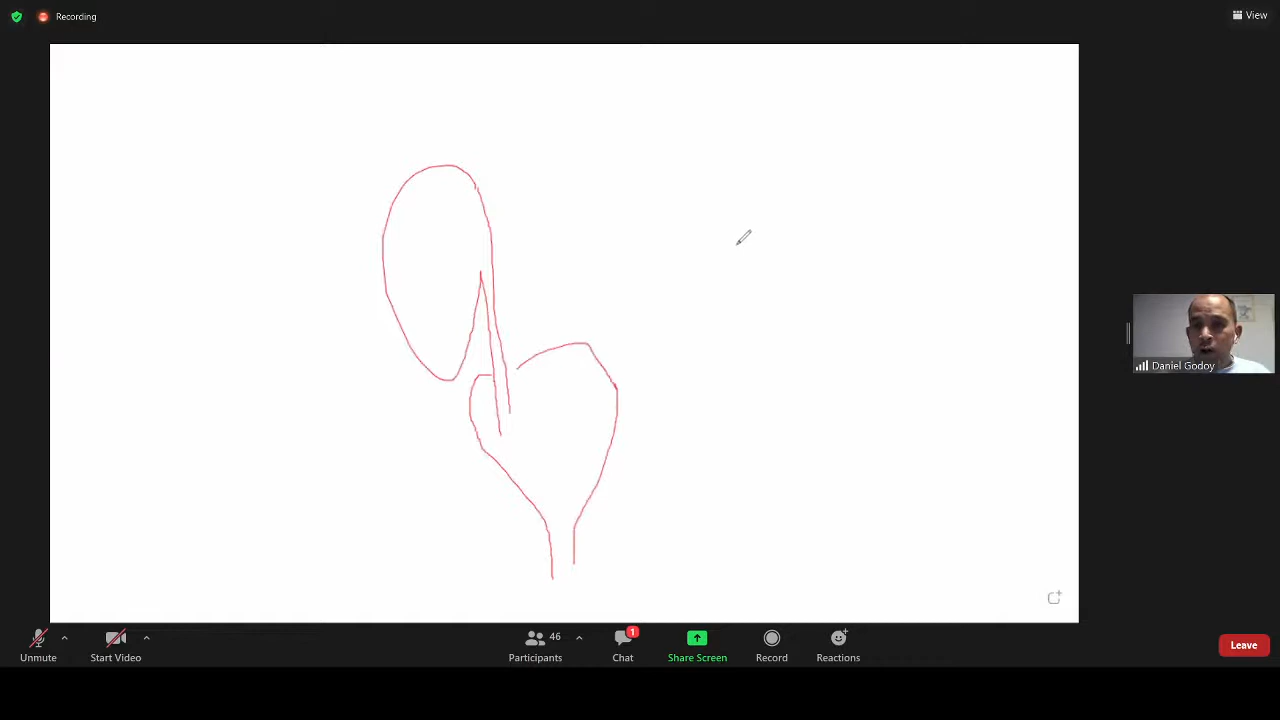 Recording
View
Daniel Godoy
Unmute
Start Video
46
Participants
1
Chat
Share Screen
Record
Reactions
Leave